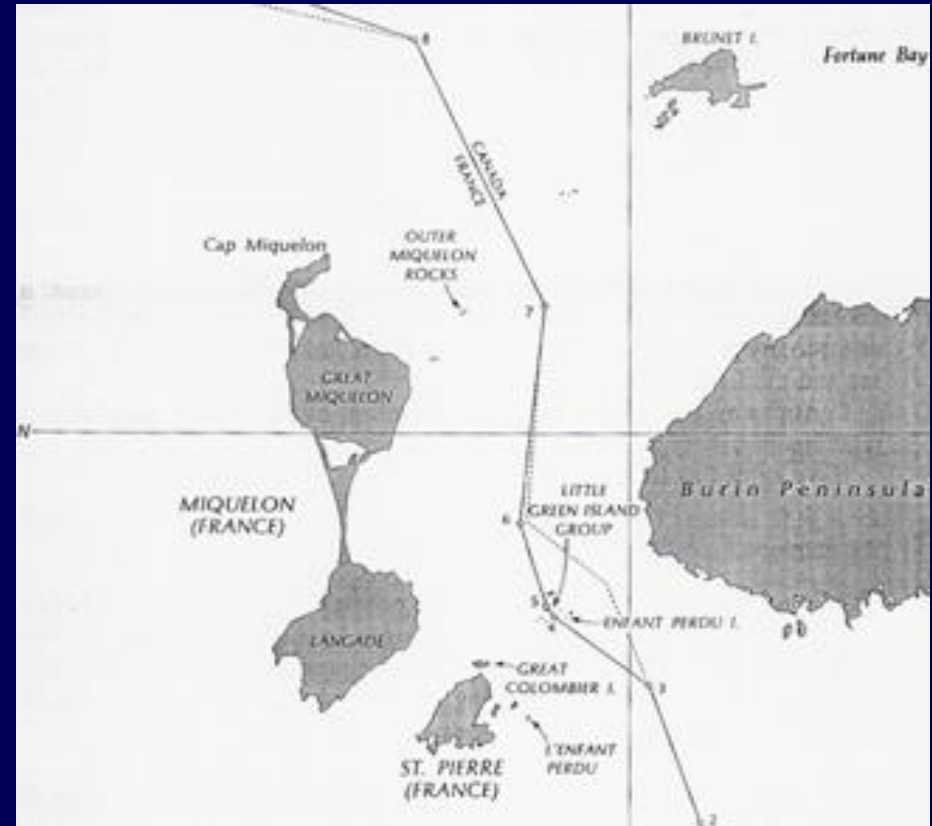 8
BRUNET I.
Fortune Bay
CANADA
FRANCE
Cap Miquelon
OUTER
MIQUELON
ROCKS
7
GREAT
MIQUELON
N
LITTLE
GREEN ISLAND
GROUP
Burin Peninsula
MIQUELON
(FRANCE)
6
5
4
ENFANT PERDU I.
LANGADE
GREAT
COLOMBIER I.
3
L'ENFANT
PERDU
ST. PIERRE
(FRANCE)
2